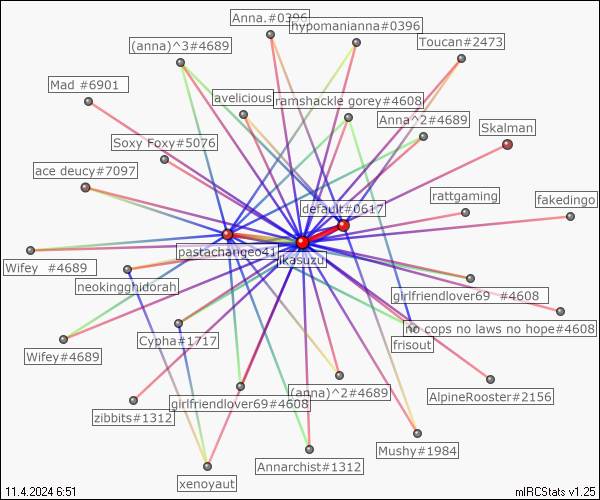 Anna.#0396
hypomanianna#0396
(anna)^3#4689
Toucan#2473
Mad #6901
avelicious
ramshackle gorey#4608
Anna^2#4689
Skalman
Soxy Foxy#5076
ace deucy#7097
rattgaming
default#0617
fakedingo
pastachangeo41
ikasuzu
Wifey #4689
neokingghidorah
girlfriendlover69 #4608
no cops no laws no hope#4608
Cypha#1717
frisout
Wifey#4689
(anna)^2#4689
AlpineRooster#2156
girlfriendlover69#4608
zibbits#1312
Mushy#1984
Annarchist#1312
xenoyaut
11.4.2024 6:51
mIRCStats v1.25